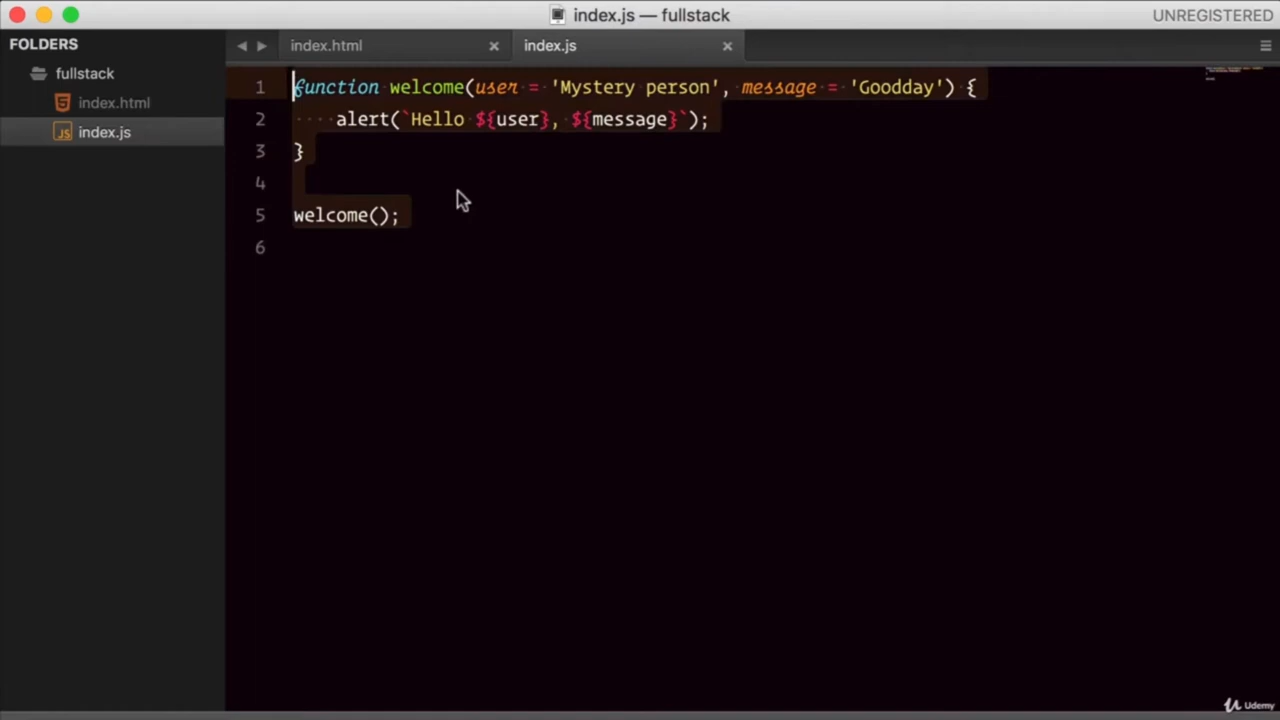 index.js — fullstack
UNREGISTERED
FOLDERS
fullstack
index.html
index.js
index.html
index.js
1 function welcome(user = 'Mystery person', message = 'Goodday') {
2     alert(`Hello ${user}, ${message}`);
3 }
4
5 welcome();
6
Udemy